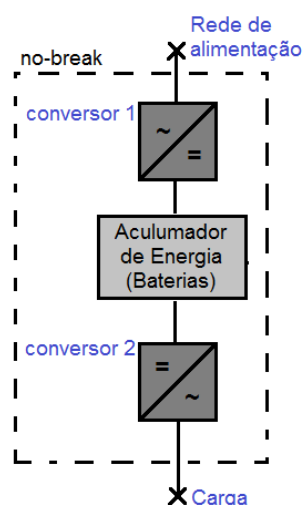 Rede de
alimentação
no-break
conversor 1
~
=
Aculumador
de Energia
(Baterias)
conversor 2
=
~
Carga